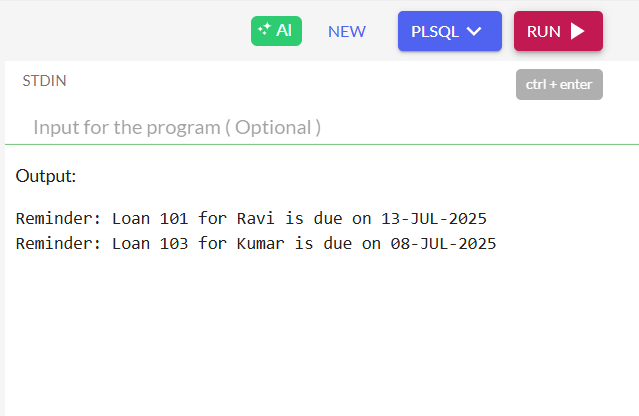 AI NEW PLSQL RUN
STDIN ctrl + enter
Input for the program ( Optional )
Output:
Reminder: Loan 101 for Ravi is due on 13-JUL-2025
Reminder: Loan 103 for Kumar is due on 08-JUL-2025